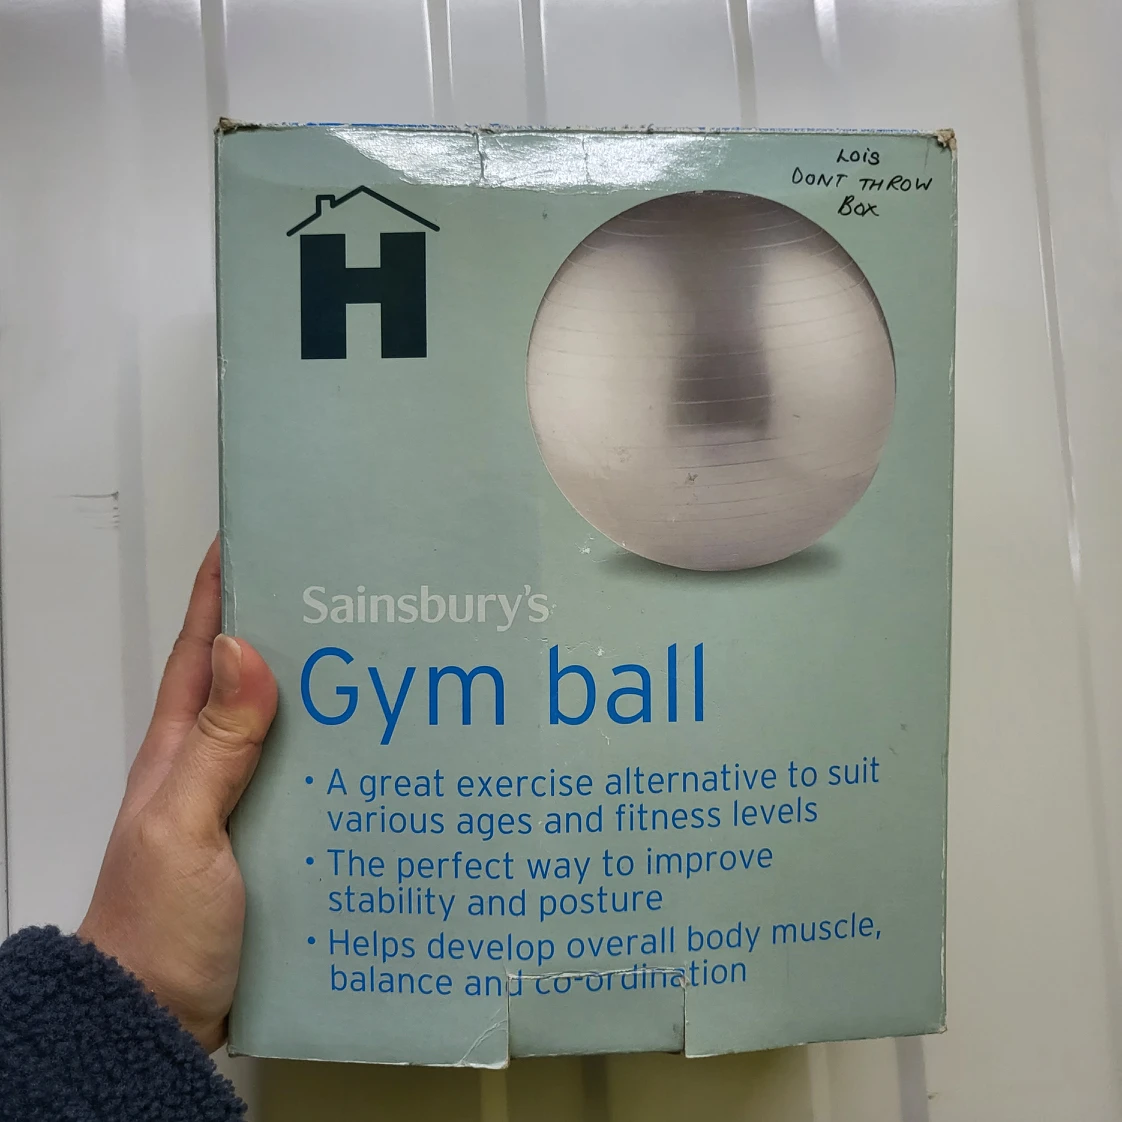 Lois
DONT THROW
Box
H
Sainsbury's
Gym ball
• A great exercise alternative to suit
various ages and fitness levels
• The perfect way to improve
stability and posture
• Helps develop overall body muscle,
balance and co-ordination